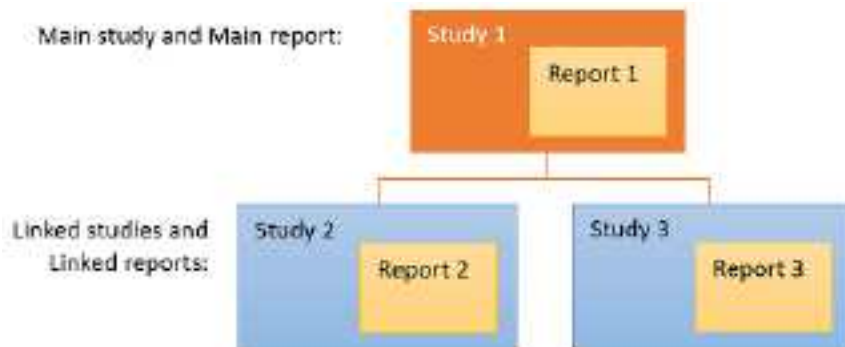 Main study and Main report:
Study 1
Report 1
Linked studies and
Linked reports:
Study 2
Report 2
Study 3
Report 3